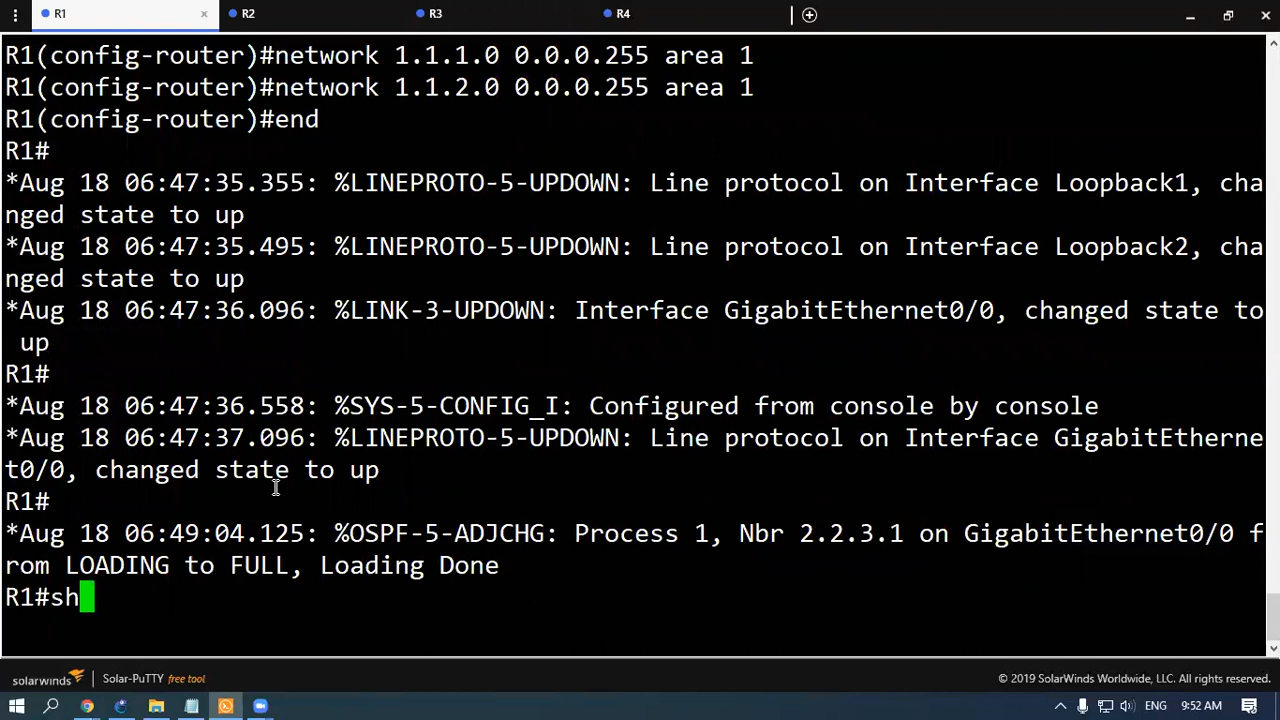 R1
R2
R3
R4
R1(config-router)#network 1.1.1.0 0.0.0.255 area 1
R1(config-router)#network 1.1.2.0 0.0.0.255 area 1
R1(config-router)#end
R1#
*Aug 18 06:47:35.355: %LINEPROTO-5-UPDOWN: Line protocol on Interface Loopback1, cha
nged state to up
*Aug 18 06:47:35.495: %LINEPROTO-5-UPDOWN: Line protocol on Interface Loopback2, cha
nged state to up
*Aug 18 06:47:36.096: %LINK-3-UPDOWN: Interface GigabitEthernet0/0, changed state to
 up
R1#
*Aug 18 06:47:36.558: %SYS-5-CONFIG_I: Configured from console by console
*Aug 18 06:47:37.096: %LINEPROTO-5-UPDOWN: Line protocol on Interface GigabitEtherne
t0/0, changed state to up
R1#
*Aug 18 06:49:04.125: %OSPF-5-ADJCHG: Process 1, Nbr 2.2.3.1 on GigabitEthernet0/0 f
rom LOADING to FULL, Loading Done
R1#sh
solarwinds | Solar-PuTTY free tool
© 2019 SolarWinds Worldwide, LLC. All rights reserved.
ENG 9:52 AM